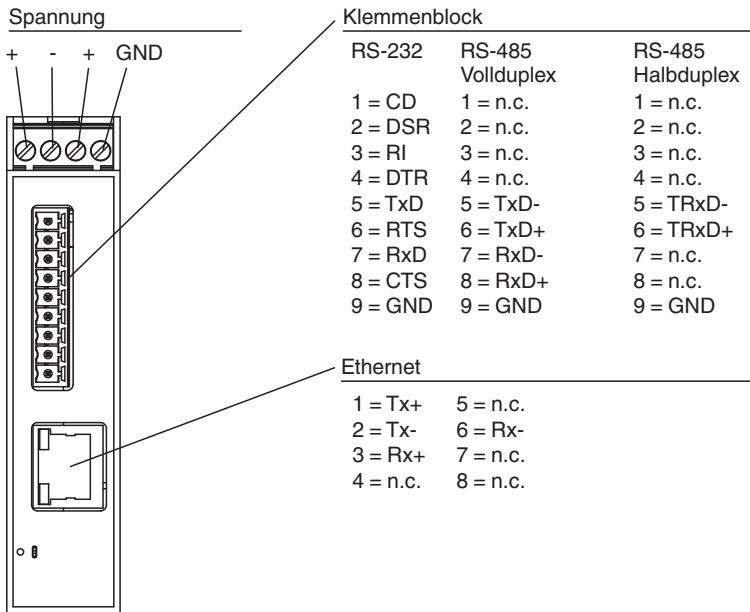 Spannung
+ - + GND
Klemmenblock
RS-232 RS-485 RS-485
Vollduplex Halbduplex
1 = CD 1 = n.c. 1 = n.c.
2 = DSR 2 = n.c. 2 = n.c.
3 = RI 3 = n.c. 3 = n.c.
4 = DTR 4 = n.c. 4 = n.c.
5 = TxD 5 = TxD- 5 = TRxD-
6 = RTS 6 = TxD+ 6 = TRxD+
7 = RxD 7 = RxD- 7 = n.c.
8 = CTS 8 = RxD+ 8 = n.c.
9 = GND 9 = GND 9 = GND
Ethernet
1 = Tx+ 5 = n.c.
2 = Tx- 6 = Rx-
3 = Rx+ 7 = n.c.
4 = n.c. 8 = n.c.